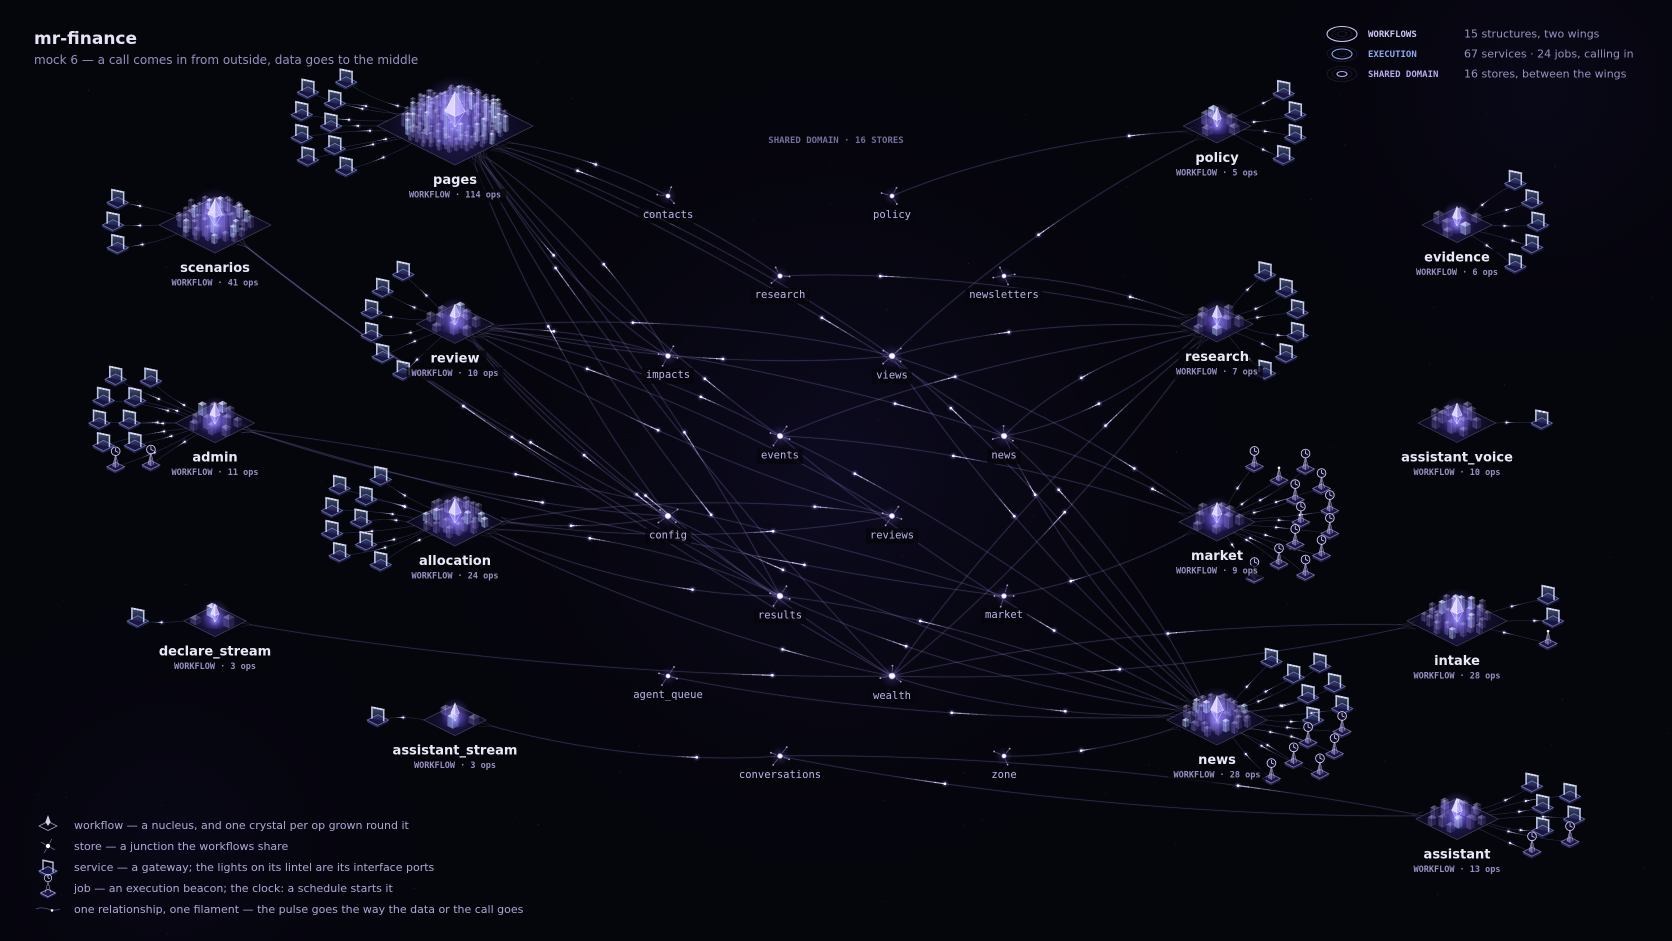 mr-finance
mock 6 — a call comes in from outside, data goes to the middle
WORKFLOWS 15 structures, two wings
EXECUTION 67 services · 24 jobs, calling in
SHARED DOMAIN 16 stores, between the wings
SHARED DOMAIN · 16 STORES
pages
WORKFLOW · 114 ops
policy
WORKFLOW · 5 ops
contacts
policy
scenarios
WORKFLOW · 41 ops
evidence
WORKFLOW · 6 ops
research
newsletters
review
WORKFLOW · 10 ops
research
WORKFLOW · 7 ops
impacts
views
admin
WORKFLOW · 11 ops
events
news
assistant_voice
WORKFLOW · 10 ops
allocation
WORKFLOW · 24 ops
config
reviews
market
WORKFLOW · 9 ops
results
market
declare_stream
WORKFLOW · 3 ops
intake
WORKFLOW · 28 ops
agent_queue
wealth
assistant_stream
WORKFLOW · 3 ops
conversations
zone
news
WORKFLOW · 28 ops
assistant
WORKFLOW · 13 ops
workflow — a nucleus, and one crystal per op grown round it
store — a junction the workflows share
service — a gateway; the lights on its lintel are its interface ports
job — an execution beacon; the clock: a schedule starts it
one relationship, one filament — the pulse goes the way the data or the call goes